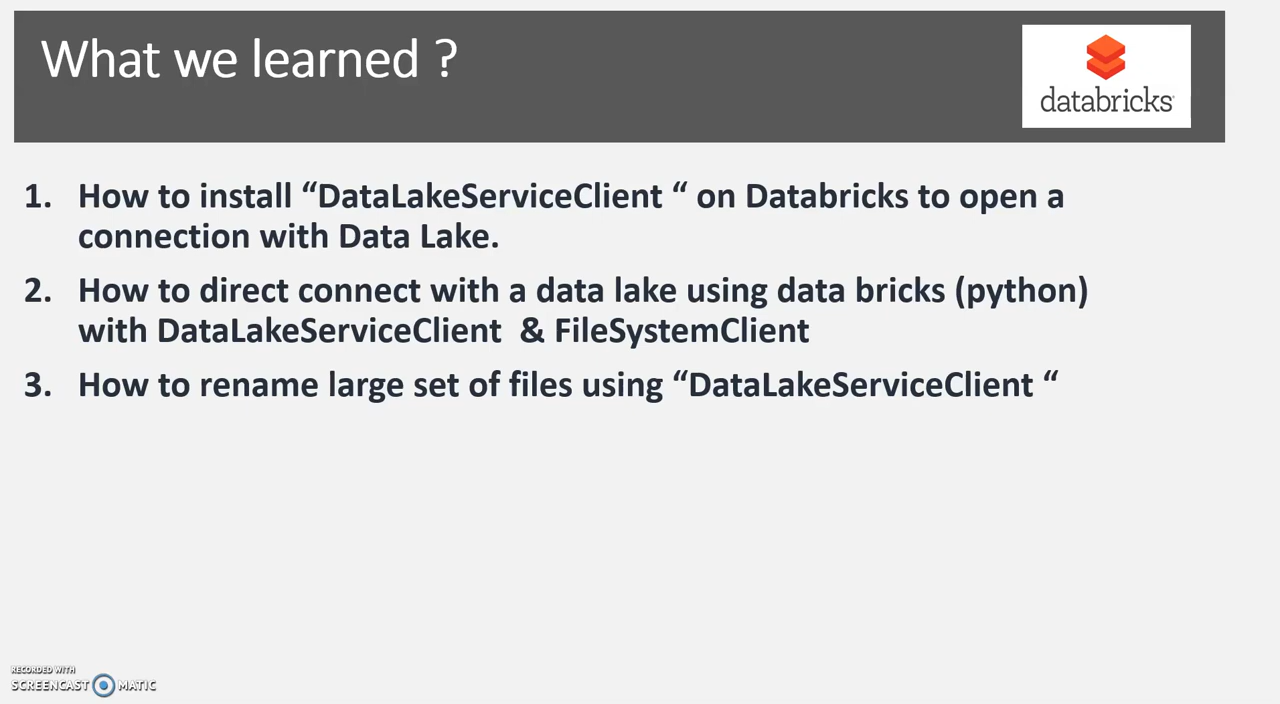 What we learned ?
databricks
1. How to install “DataLakeServiceClient “ on Databricks to open a
connection with Data Lake.
2. How to direct connect with a data lake using data bricks (python)
with DataLakeServiceClient & FileSystemClient
3. How to rename large set of files using “DataLakeServiceClient “
RECORDED WITH
SCREENCAST MATIC